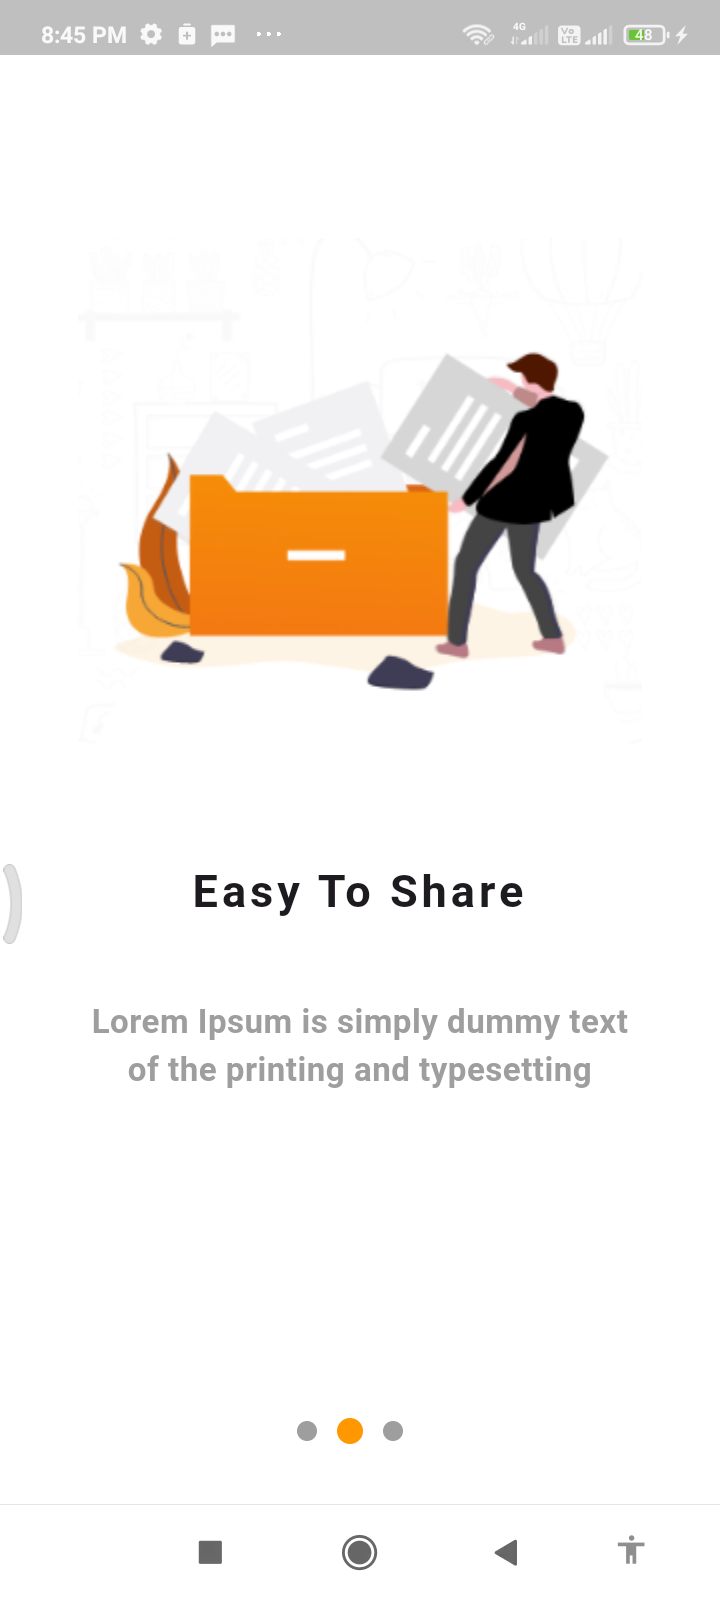 8:45 PM
4G
Vo
LTE
48
Easy To Share
Lorem Ipsum is simply dummy text
of the printing and typesetting